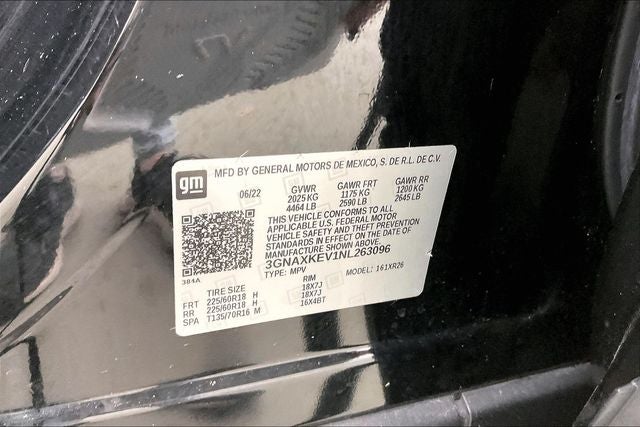 gm
MFD BY GENERAL MOTORS DE MEXICO, S. DE R.L. DE C.V.
06/22 GVWR GAWR FRT GAWR RR
2025 KG 1175 KG 1200 KG
4464 LB 2590 LB 2645 LB
THIS VEHICLE CONFORMS TO ALL
APPLICABLE U.S. FEDERAL MOTOR
VEHICLE SAFETY AND THEFT PREVENTION
STANDARDS IN EFFECT ON THE DATE OF
MANUFACTURE SHOWN ABOVE.
3GNAXKEV1NL263096
384A
TYPE: MPV MODEL: 161XR26
TIRE SIZE RIM
FRT 225/60R18 H 18X7J
RR 225/60R18 H 18X7J
SPA T135/70R16 M 16X4BT